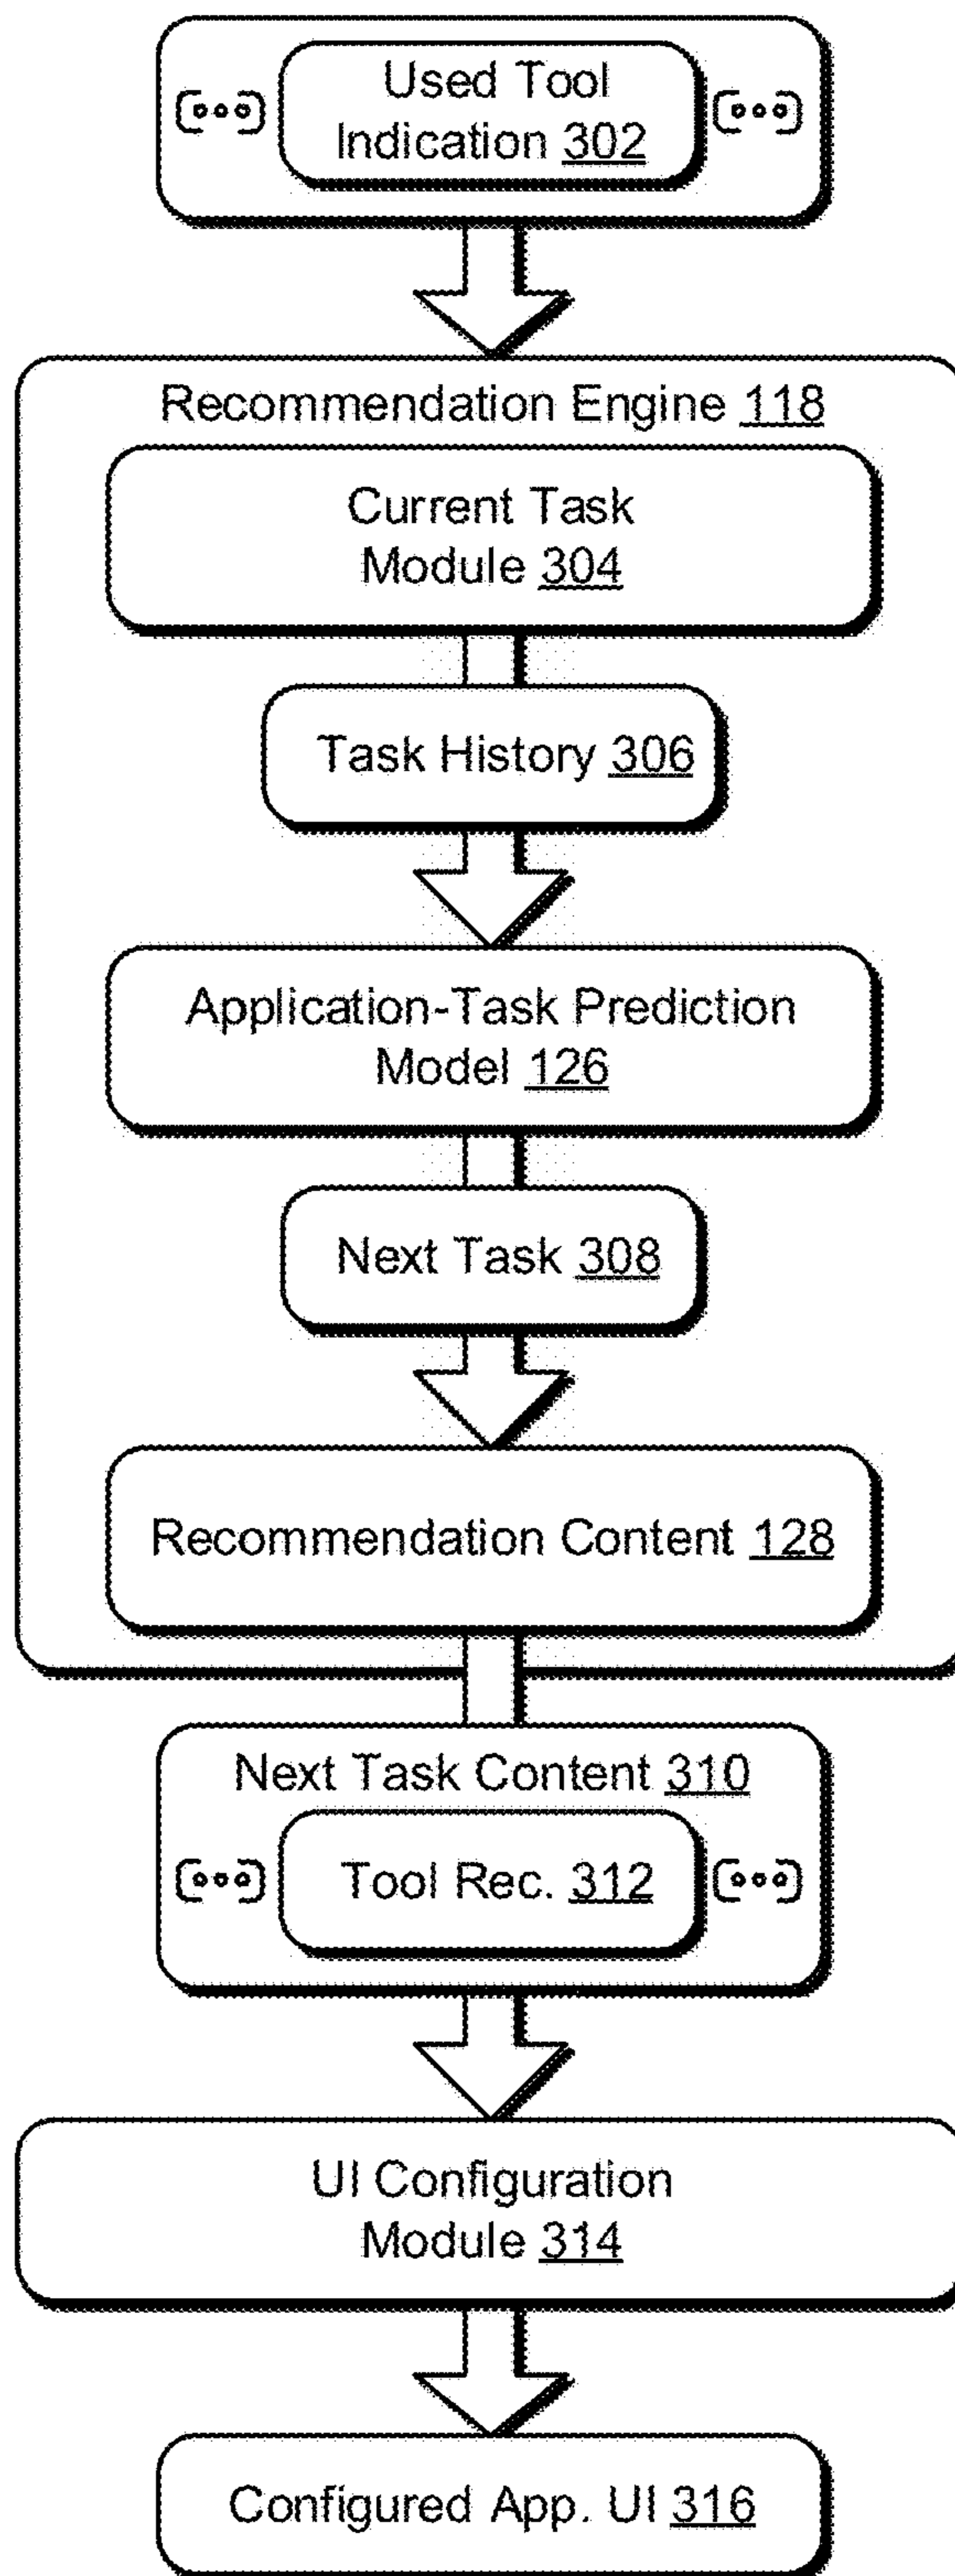 Used Tool
Indication 302
Recommendation Engine 118
Current Task
Module 304
Task History 306
Application-Task Prediction
Model 126
Next Task 308
Recommendation Content 128
Next Task Content 310
Tool Rec. 312
UI Configuration
Module 314
Configured App. UI 316